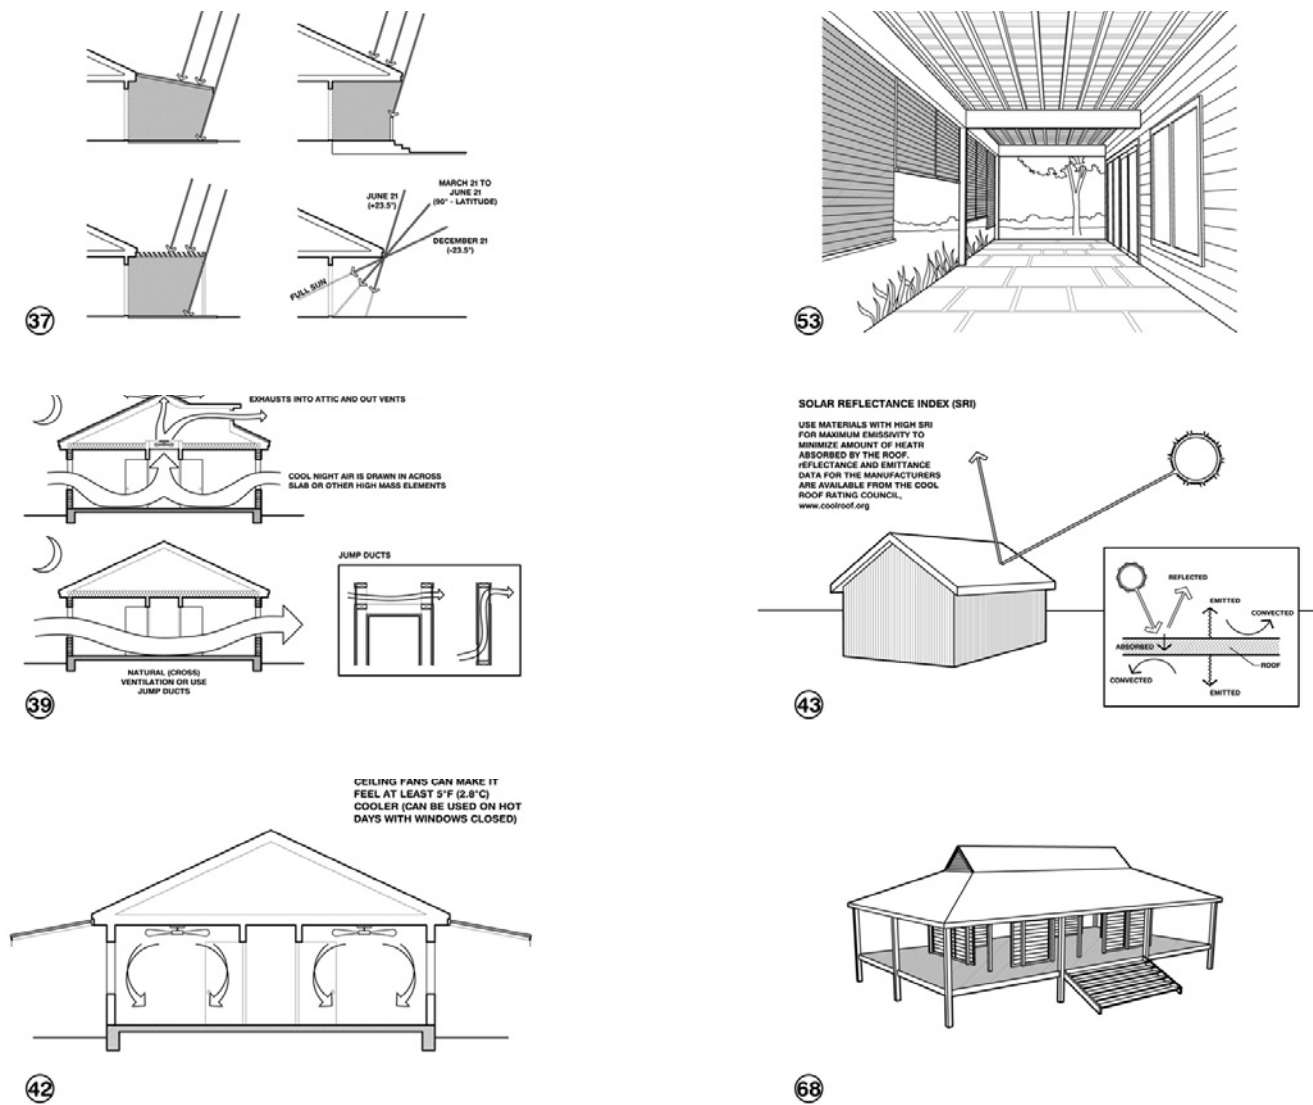 JUNE 21
(+23.5°)
MARCH 21 TO
JUNE 21
(90° - LATITUDE)
DECEMBER 21
(-23.5°)
FULL SUN
37
53
EXHAUSTS INTO ATTIC AND OUT VENTS
COOL NIGHT AIR IS DRAWN IN ACROSS
SLAB OR OTHER HIGH MASS ELEMENTS
JUMP DUCTS
NATURAL (CROSS)
VENTILATION OR USE
JUMP DUCTS
39
SOLAR REFLECTANCE INDEX (SRI)
USE MATERIALS WITH HIGH SRI
FOR MAXIMUM EMISSIVITY TO
MINIMIZE AMOUNT OF HEATR
ABSORBED BY THE ROOF.
rEFLECTANCE AND EMITTANCE
DATA FOR THE MANUFACTURERS
ARE AVAILABLE FROM THE COOL
ROOF RATING COUNCIL,
www.coolroof.org
REFLECTED
EMITTED
CONVECTED
ABSORBED
ROOF
CONVECTED
EMITTED
43
CEILING FANS CAN MAKE IT
FEEL AT LEAST 5°F (2.8°C)
COOLER (CAN BE USED ON HOT
DAYS WITH WINDOWS CLOSED)
42
68